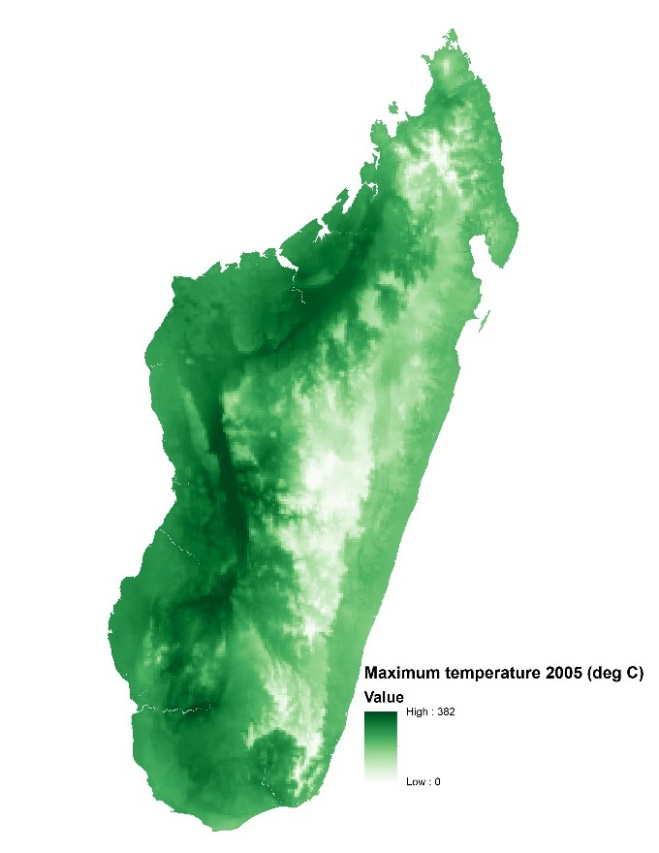 Maximum temperature 2005 (deg C)
Value
High : 382
Low : 0